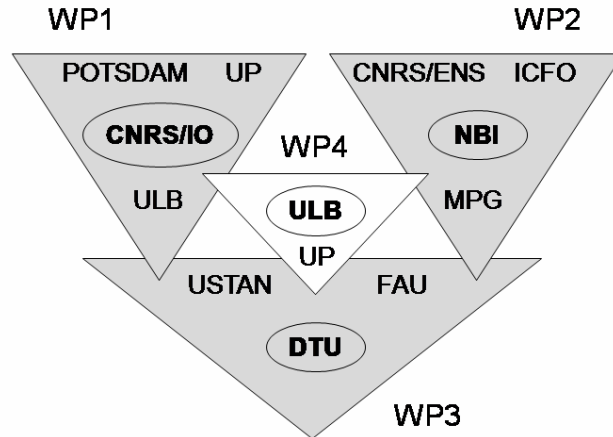 WP1 WP2
POTSDAM UP CNRS/ENS ICFO
CNRS/IO NBI
WP4
ULB MPG
ULB
UP
USTAN FAU
DTU
WP3